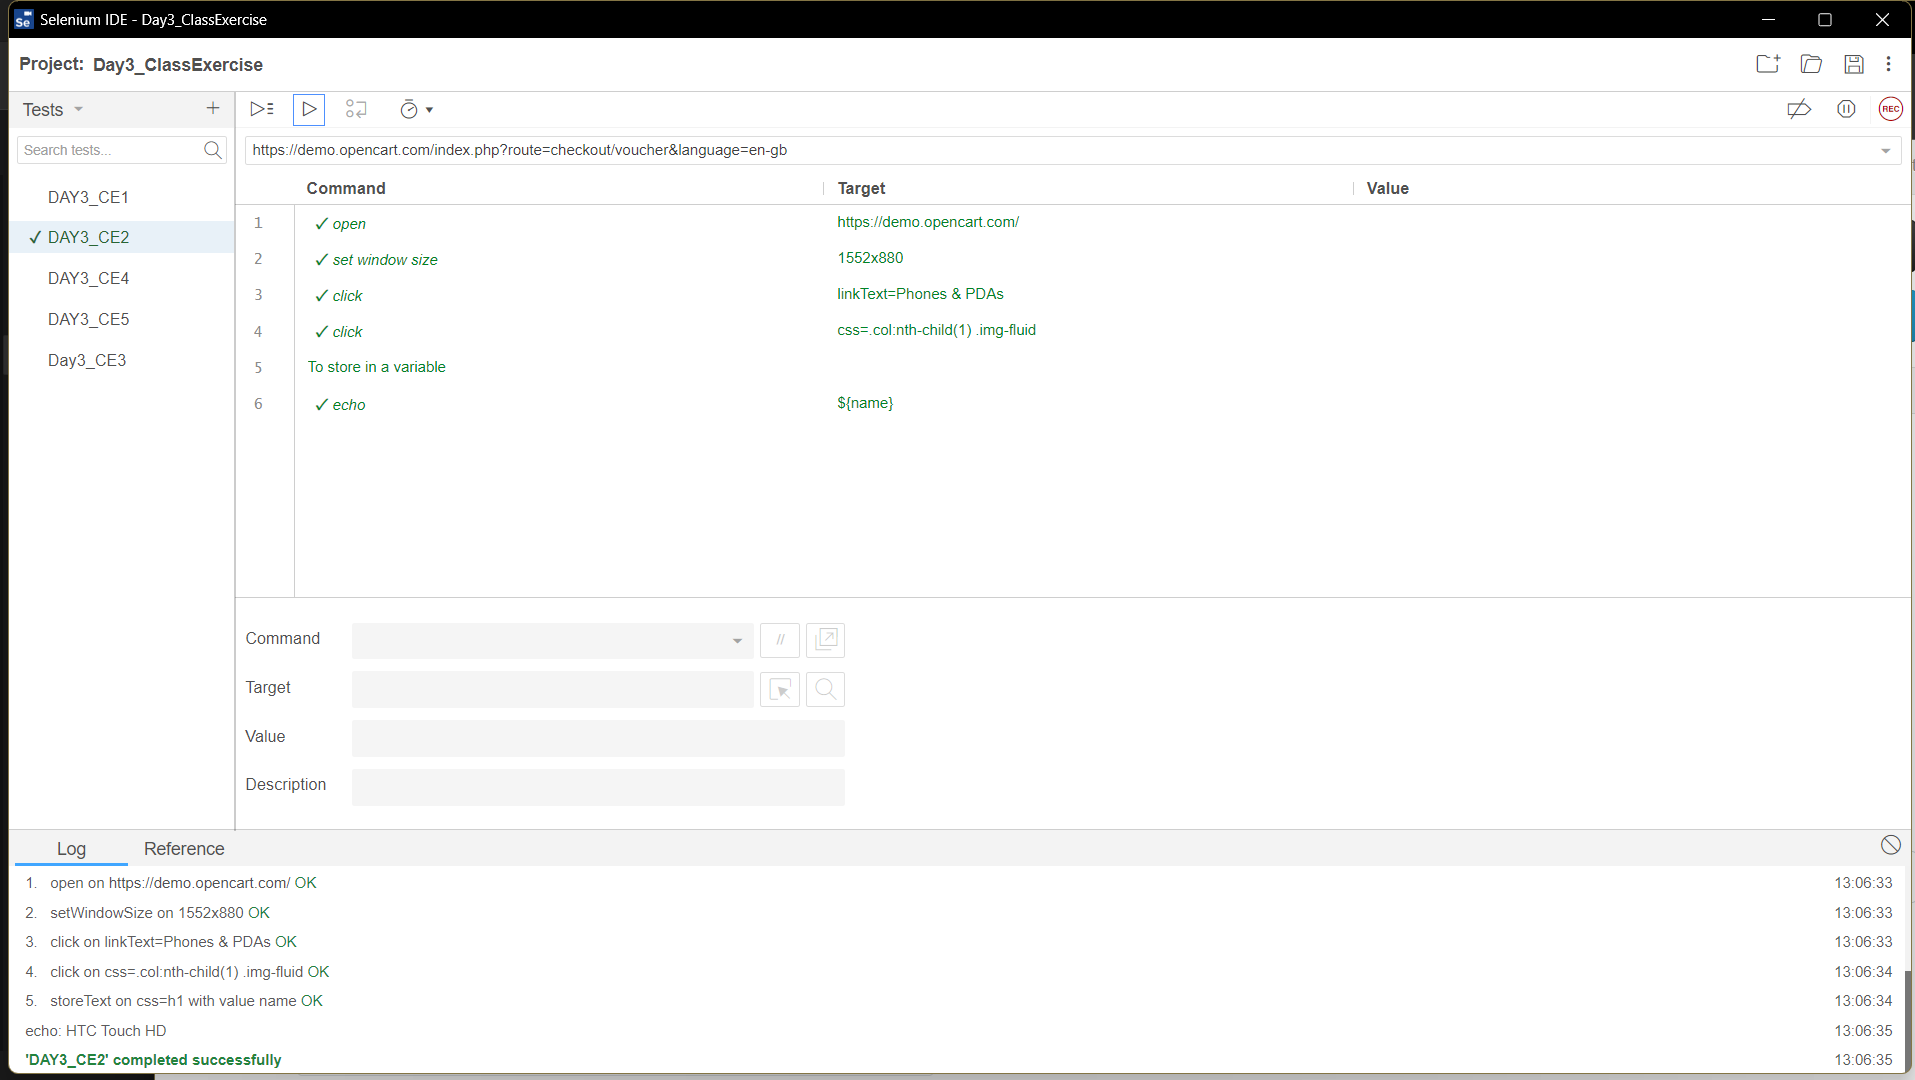 Selenium IDE - Day3_ClassExercise
Project: Day3_ClassExercise
Tests
REC
Search tests...
https://demo.opencart.com/index.php?route=checkout/voucher&language=en-gb
DAY3_CE1
✓ DAY3_CE2
DAY3_CE4
DAY3_CE5
Day3_CE3
Command Target Value
1 ✓ open https://demo.opencart.com/
2 ✓ set window size 1552x880
3 ✓ click linkText=Phones & PDAs
4 ✓ click css=.col:nth-child(1) .img-fluid
5 To store in a variable
6 ✓ echo ${name}
Command //
Target
Value
Description
Log Reference
1. open on https://demo.opencart.com/ OK 13:06:33
2. setWindowSize on 1552x880 OK 13:06:33
3. click on linkText=Phones & PDAs OK 13:06:33
4. click on css=.col:nth-child(1) .img-fluid OK 13:06:34
5. storeText on css=h1 with value name OK 13:06:34
echo: HTC Touch HD 13:06:35
'DAY3_CE2' completed successfully 13:06:35